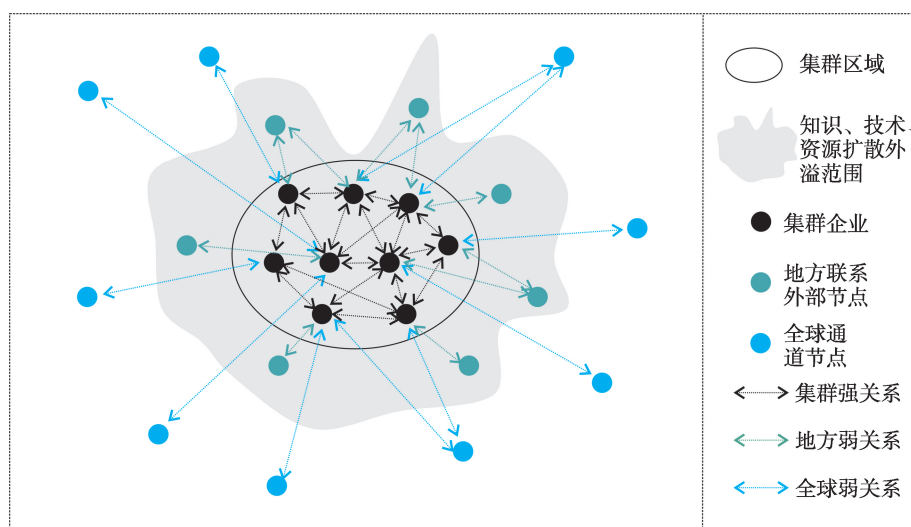 集群区域
知识、技术、
资源扩散外
溢范围
集群企业
地方联系
外部节点
全球通
道节点
集群强关系
地方弱关系
全球弱关系